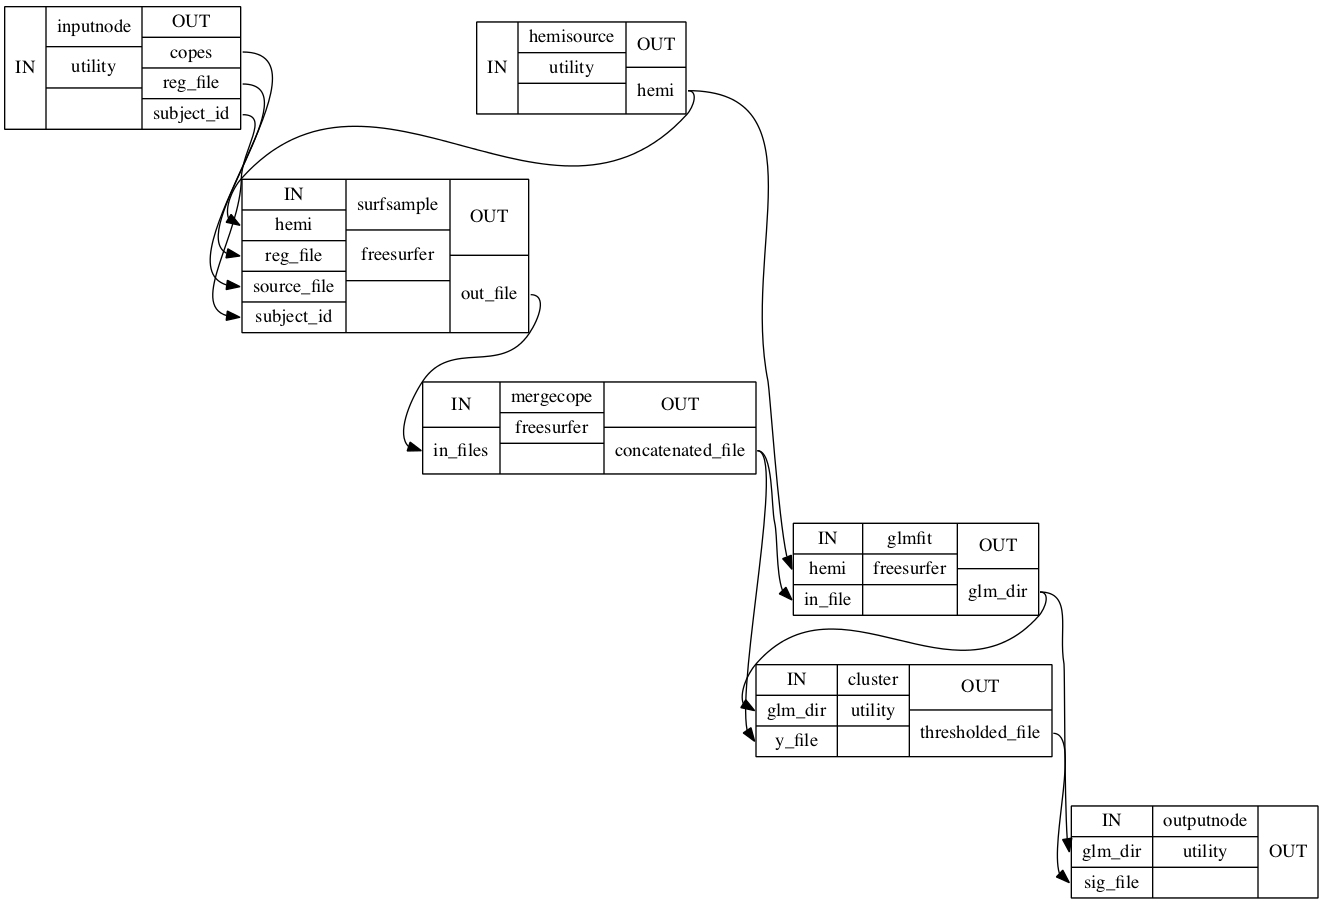 IN
inputnode
utility
OUT
copes
reg_file
subject_id
IN
hemisource
utility
OUT
hemi
IN
hemi
reg_file
source_file
subject_id
surfsample
freesurfer
OUT
out_file
IN
in_files
mergecope
freesurfer
OUT
concatenated_file
IN
hemi
in_file
glmfit
freesurfer
OUT
glm_dir
IN
glm_dir
y_file
cluster
utility
OUT
thresholded_file
IN
glm_dir
sig_file
outputnode
utility
OUT